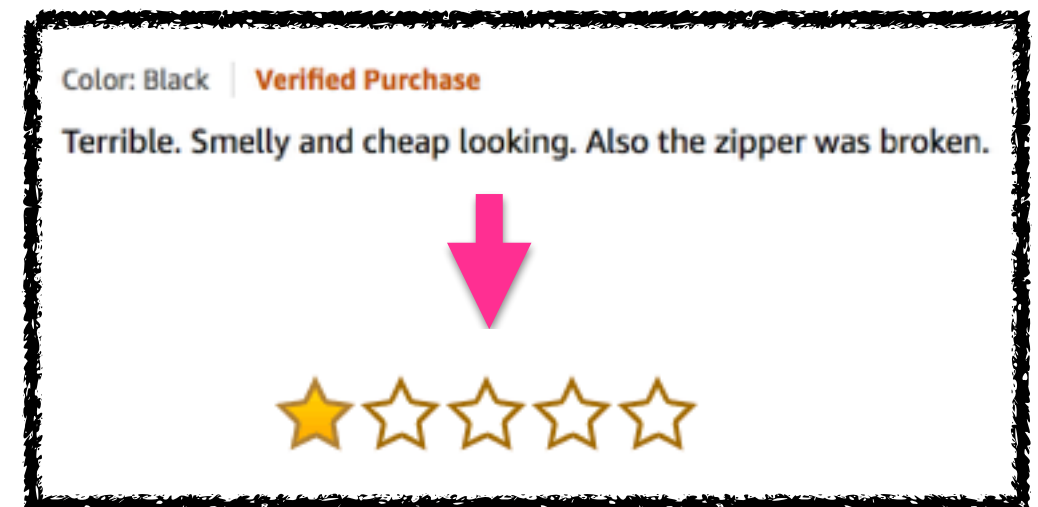 Color: Black Verified Purchase
Terrible. Smelly and cheap looking. Also the zipper was broken.